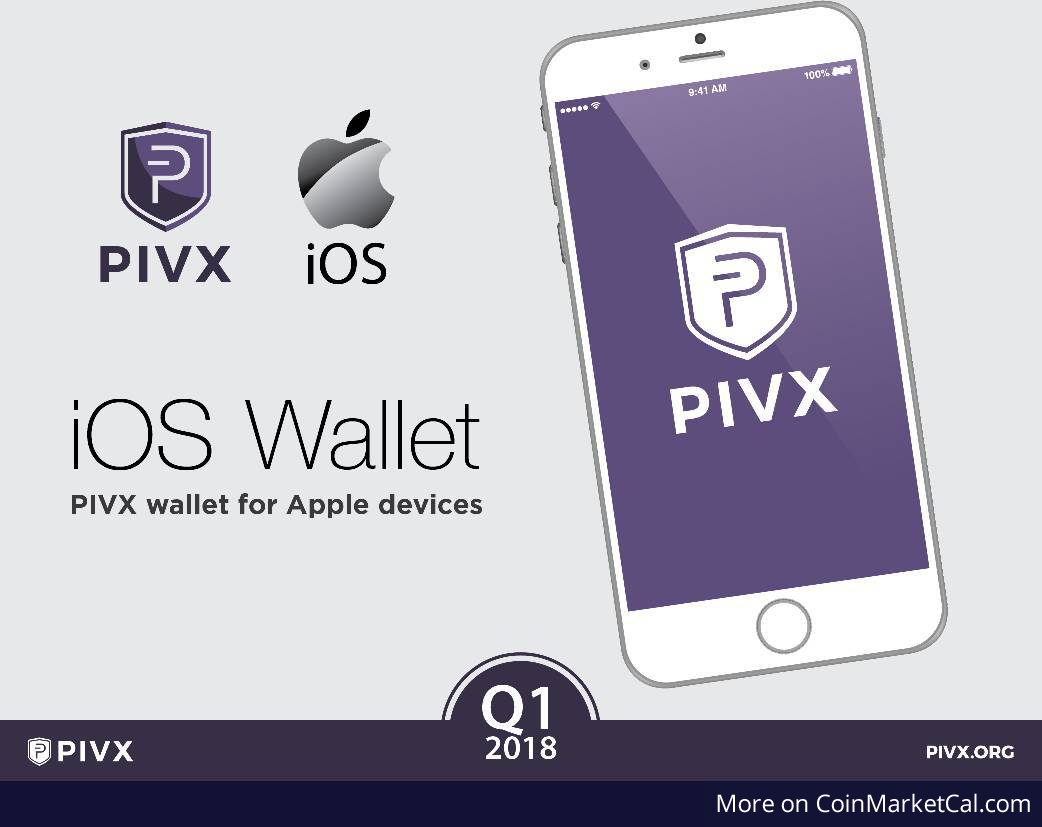 9:41 AM
100%
PIVX
iOS
PIVX
iOS Wallet
PIVX wallet for Apple devices
Q1
2018
PIVX
PIVX.ORG
More on CoinMarketCal.com